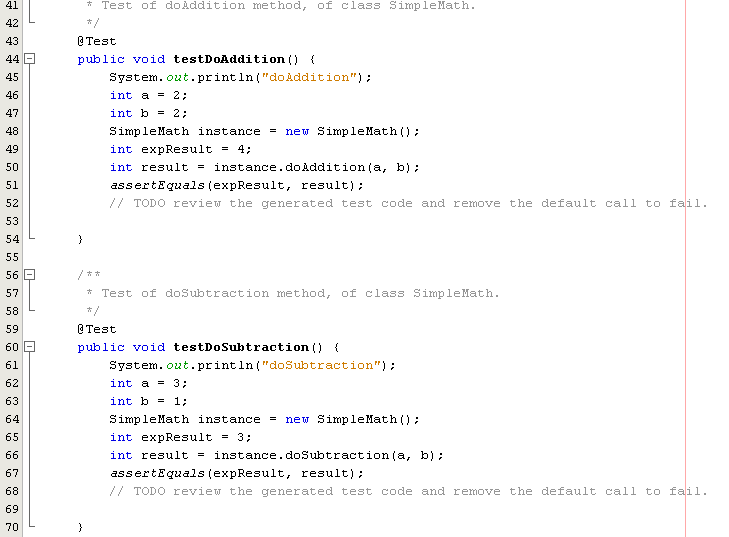 41 * Test of doAddition method, of class SimpleMath.
42 */
43 @Test
44 public void testDoAddition() {
45 System.out.println("doAddition");
46 int a = 2;
47 int b = 2;
48 SimpleMath instance = new SimpleMath();
49 int expResult = 4;
50 int result = instance.doAddition(a, b);
51 assertEquals(expResult, result);
52 // TODO review the generated test code and remove the default call to fail.
53
54 }
55
56 /**
57 * Test of doSubtraction method, of class SimpleMath.
58 */
59 @Test
60 public void testDoSubtraction() {
61 System.out.println("doSubtraction");
62 int a = 3;
63 int b = 1;
64 SimpleMath instance = new SimpleMath();
65 int expResult = 3;
66 int result = instance.doSubtraction(a, b);
67 assertEquals(expResult, result);
68 // TODO review the generated test code and remove the default call to fail.
69
70 }